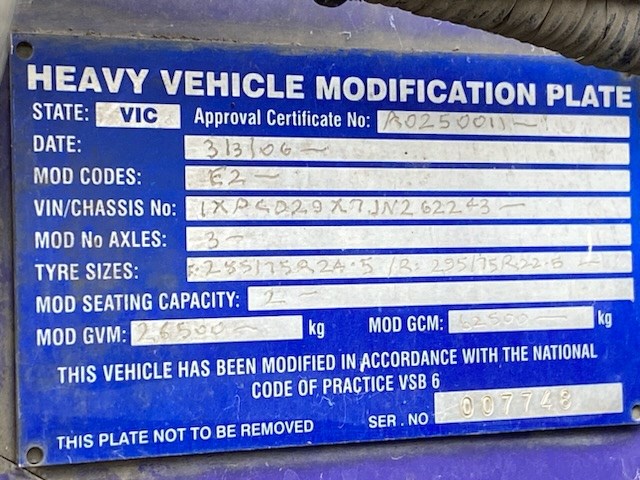 HEAVY VEHICLE MODIFICATION PLATE
STATE: VIC Approval Certificate No: A0250011
DATE: 3/3/06
MOD CODES: E2
VIN/CHASSIS No: 1XP4D29X7JN262243
MOD No AXLES: 3
TYRE SIZES: F: 285/75R24.5 /R: 295/75R22.5
MOD SEATING CAPACITY: 2
MOD GVM: 26500 kg MOD GCM: 62500 kg
THIS VEHICLE HAS BEEN MODIFIED IN ACCORDANCE WITH THE NATIONAL
CODE OF PRACTICE VSB 6
THIS PLATE NOT TO BE REMOVED SER . NO 007748